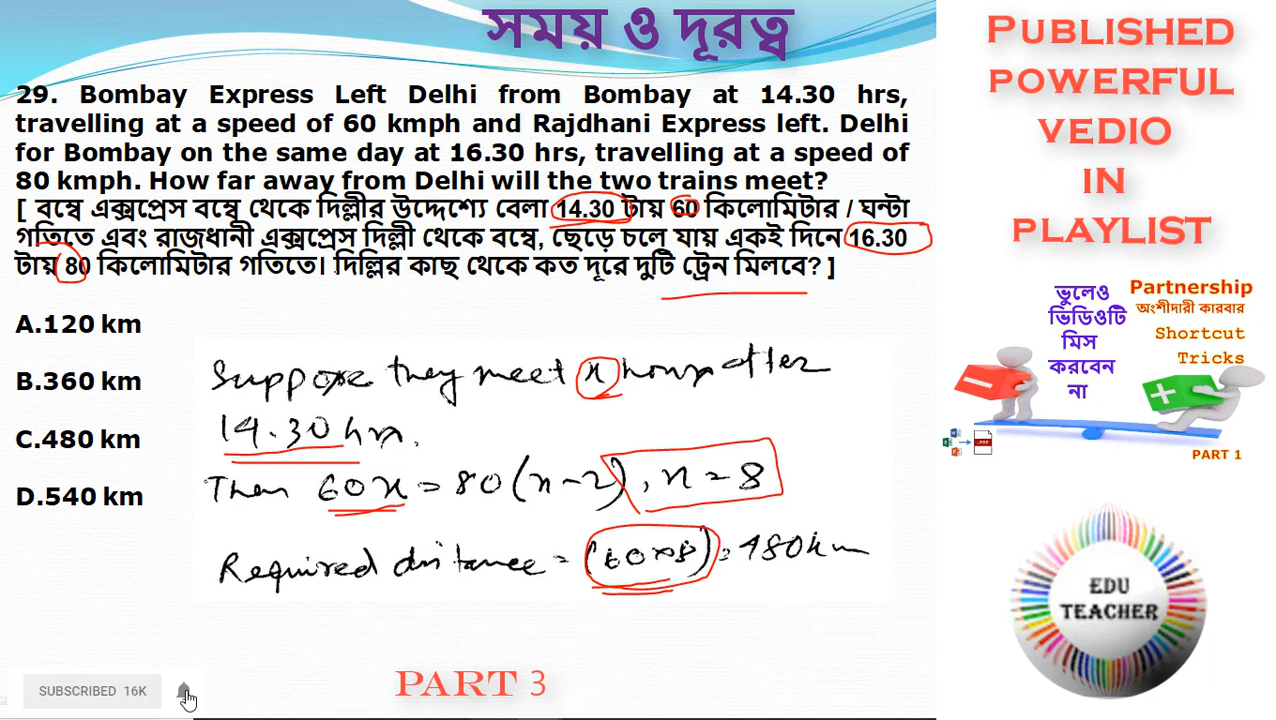 সময় ও দূরত্ব
29. Bombay Express Left Delhi from Bombay at 14.30 hrs,
travelling at a speed of 60 kmph and Rajdhani Express left. Delhi
for Bombay on the same day at 16.30 hrs, travelling at a speed of
80 kmph. How far away from Delhi will the two trains meet?
[ বম্বে এক্সপ্রেস বম্বে থেকে দিল্লীর উদ্দেশ্যে বেলা 14.30 টায় 60 কিলোমিটার / ঘন্টা
গতিতে এবং রাজধানী এক্সপ্রেস দিল্লী থেকে বম্বে, ছেড়ে চলে যায় একই দিনে 16.30
টায় 80 কিলোমিটার গতিতে। দিল্লির কাছ থেকে কত দূরে দুটি ট্রেন মিলবে? ]
A.120 km
B.360 km
C.480 km
D.540 km
Suppose they meet x hours after
14.30 hrs.
Then 60x = 80(x-2), x = 8
Required distance = (60x8) = 480km
PART 3
SUBSCRIBED 16K
PUBLISHED
POWERFUL
VEDIO
IN
PLAYLIST
ভুলেও
ভিডিওটি
মিস
করবেন
না
Partnership
অংশীদারী কারবার
Shortcut
Tricks
PART 1
EDU
TEACHER